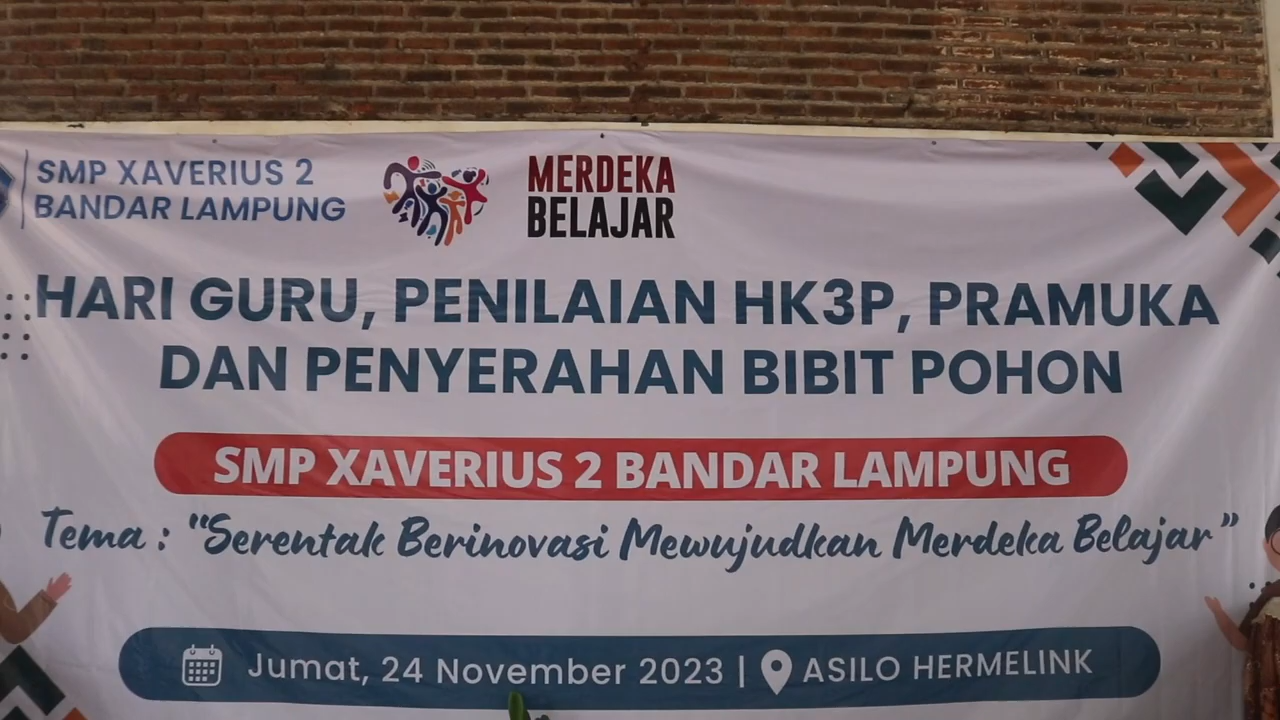 SMP XAVERIUS 2
BANDAR LAMPUNG
MERDEKA
BELAJAR
HARI GURU, PENILAIAN HK3P, PRAMUKA
DAN PENYERAHAN BIBIT POHON
SMP XAVERIUS 2 BANDAR LAMPUNG
Tema : "Serentak Berinovasi Mewujudkan Merdeka Belajar"
Jumat, 24 November 2023 | ASILO HERMELINK